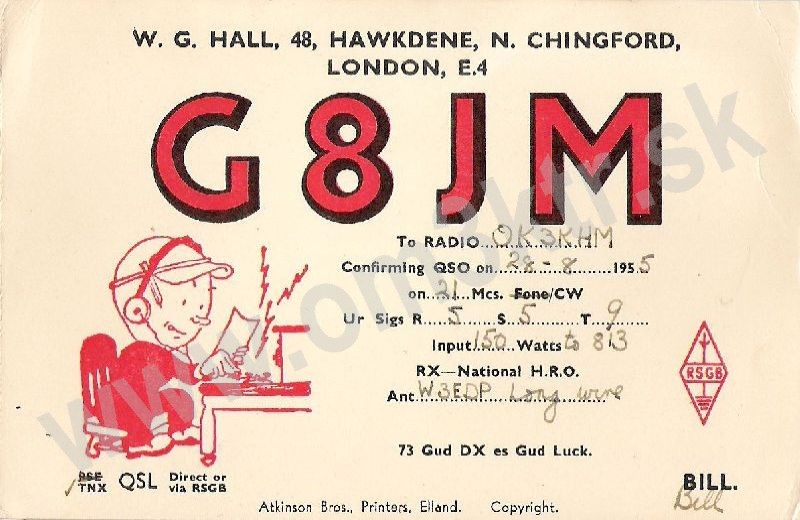 W. G. HALL, 48, HAWKDENE, N. CHINGFORD,
LONDON, E.4
G8JM
To RADIO OK3KHM
Confirming QSO on 28-8 1955
on 21 Mcs. Fone/CW
Ur Sigs R 5 S 5 T 9
Input 150 Watts to 813
RX—National H.R.O.
Ant W3EDP Long wire
RSGB
73 Gud DX es Gud Luck.
PSE
TNX QSL Direct or
via RSGB
BILL.
Bill
Atkinson Bros., Printers, Elland. Copyright.
www.om3ktr.sk